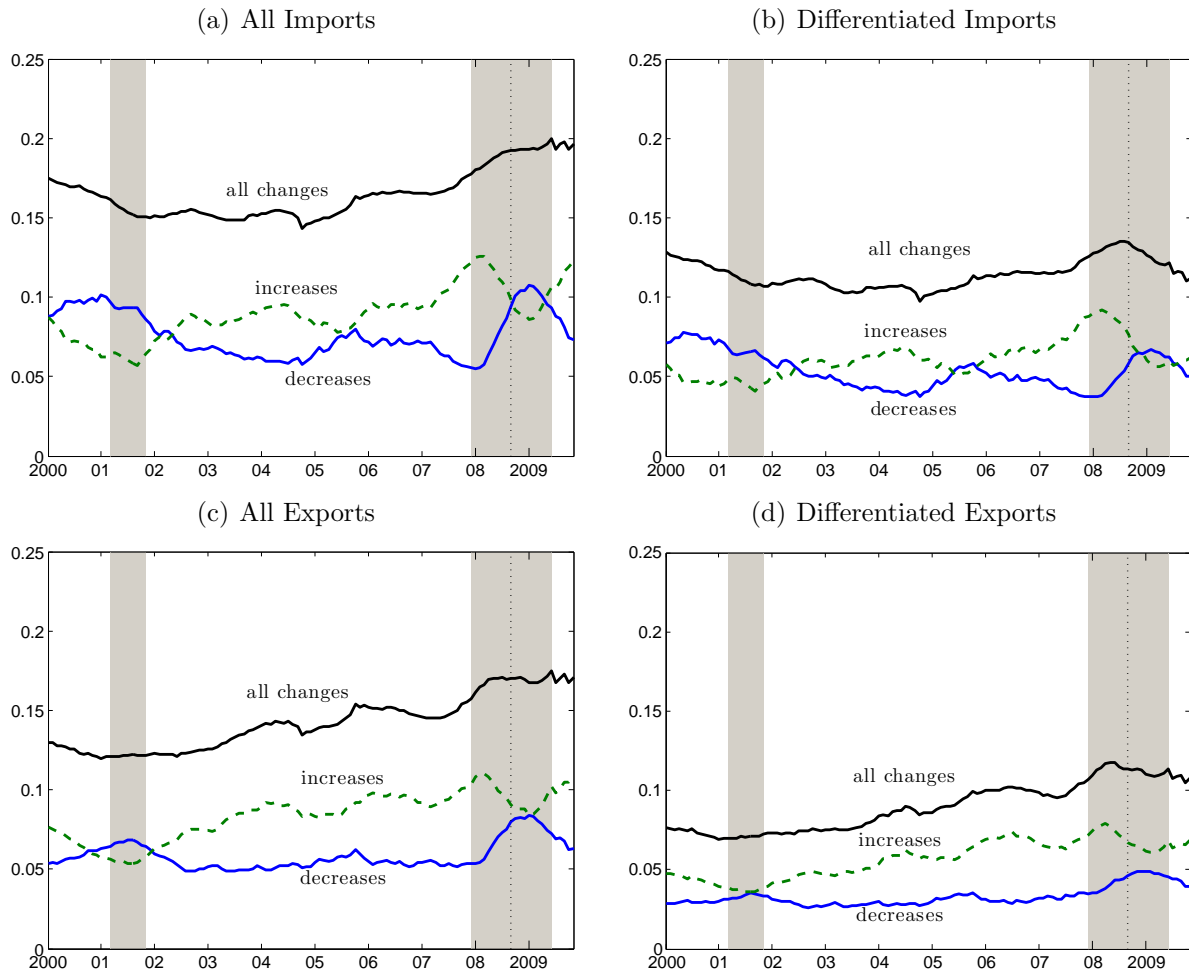 (a) All Imports
0.25
0.2
0.15
0.1
0.05
0
all changes
increases
decreases
2000 01 02 03 04 05 06 07 08 2009
(b) Differentiated Imports
0.25
0.2
0.15
0.1
0.05
0
all changes
increases
decreases
2000 01 02 03 04 05 06 07 08 2009
(c) All Exports
0.25
0.2
0.15
0.1
0.05
0
all changes
increases
decreases
2000 01 02 03 04 05 06 07 08 2009
(d) Differentiated Exports
0.25
0.2
0.15
0.1
0.05
0
all changes
increases
decreases
2000 01 02 03 04 05 06 07 08 2009